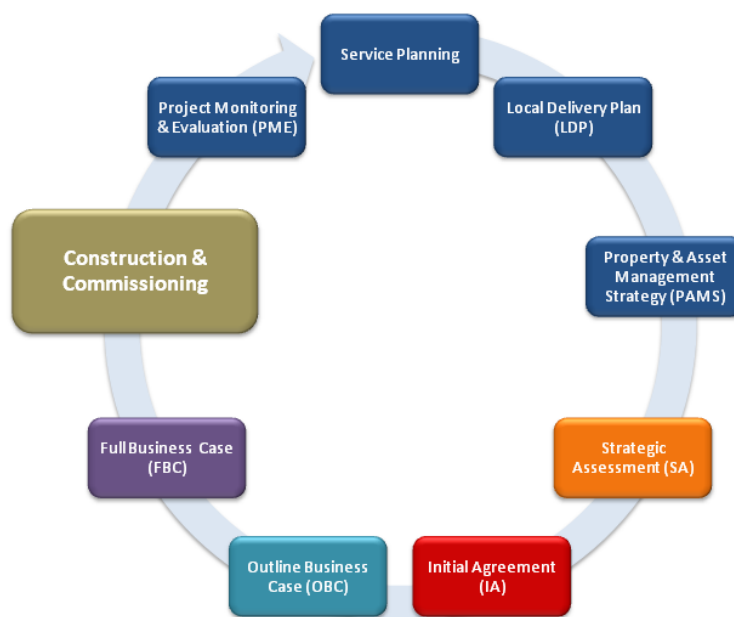 Service Planning
Local Delivery Plan
(LDP)
Property & Asset
Management
Strategy (PAMS)
Strategic
Assessment (SA)
Initial Agreement
(IA)
Outline Business
Case (OBC)
Full Business Case
(FBC)
Construction &
Commissioning
Project Monitoring
& Evaluation (PME)